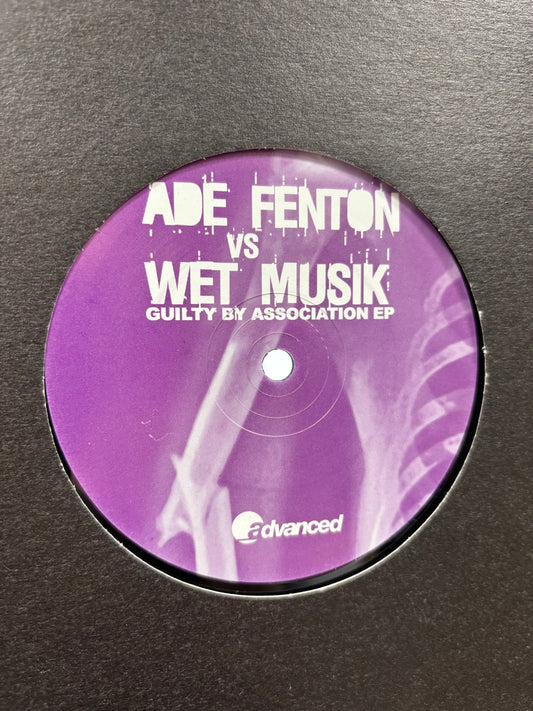 ADE FENTON
VS
WET MUSIK
GUILTY BY ASSOCIATION EP
advanced